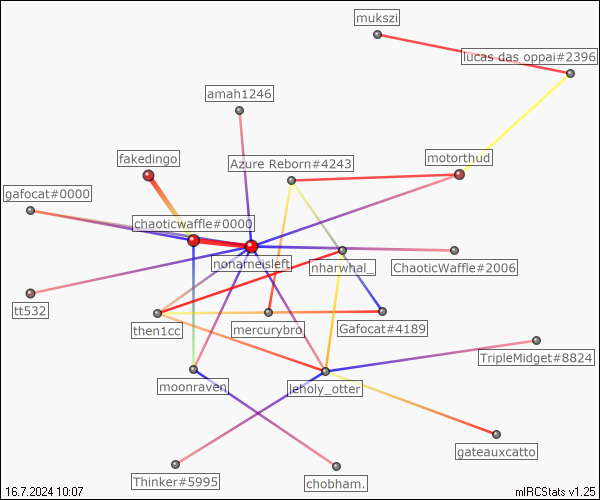 mukszi
lucas das oppai#2396
amah1246
fakedingo
Azure Reborn#4243
motorthud
gafocat#0000
chaoticwaffle#0000
nonameisleft
nharwhal_
ChaoticWaffle#2006
tt532
then1cc
mercurybro
Gafocat#4189
TripleMidget#8824
moonraven
leholy_otter
gateauxcatto
Thinker#5995
chobham.
16.7.2024 10:07
mIRCStats v1.25